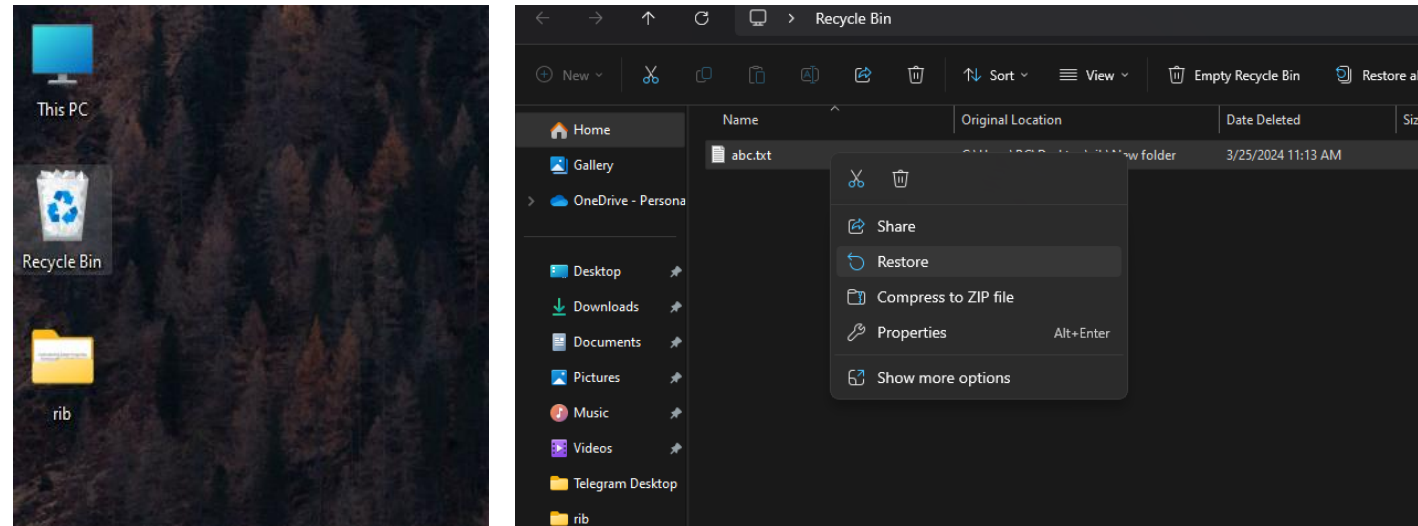 This PC
Recycle Bin
rib
Recycle Bin
New
Sort
View
Empty Recycle Bin
Restore
Name
Original Location
Date Deleted
Home
Gallery
OneDrive - Persona
Desktop
Downloads
Documents
Pictures
Music
Videos
Telegram Desktop
rib
abc.txt
New folder
3/25/2024 11:13 AM
Share
Restore
Compress to ZIP file
Properties Alt+Enter
Show more options